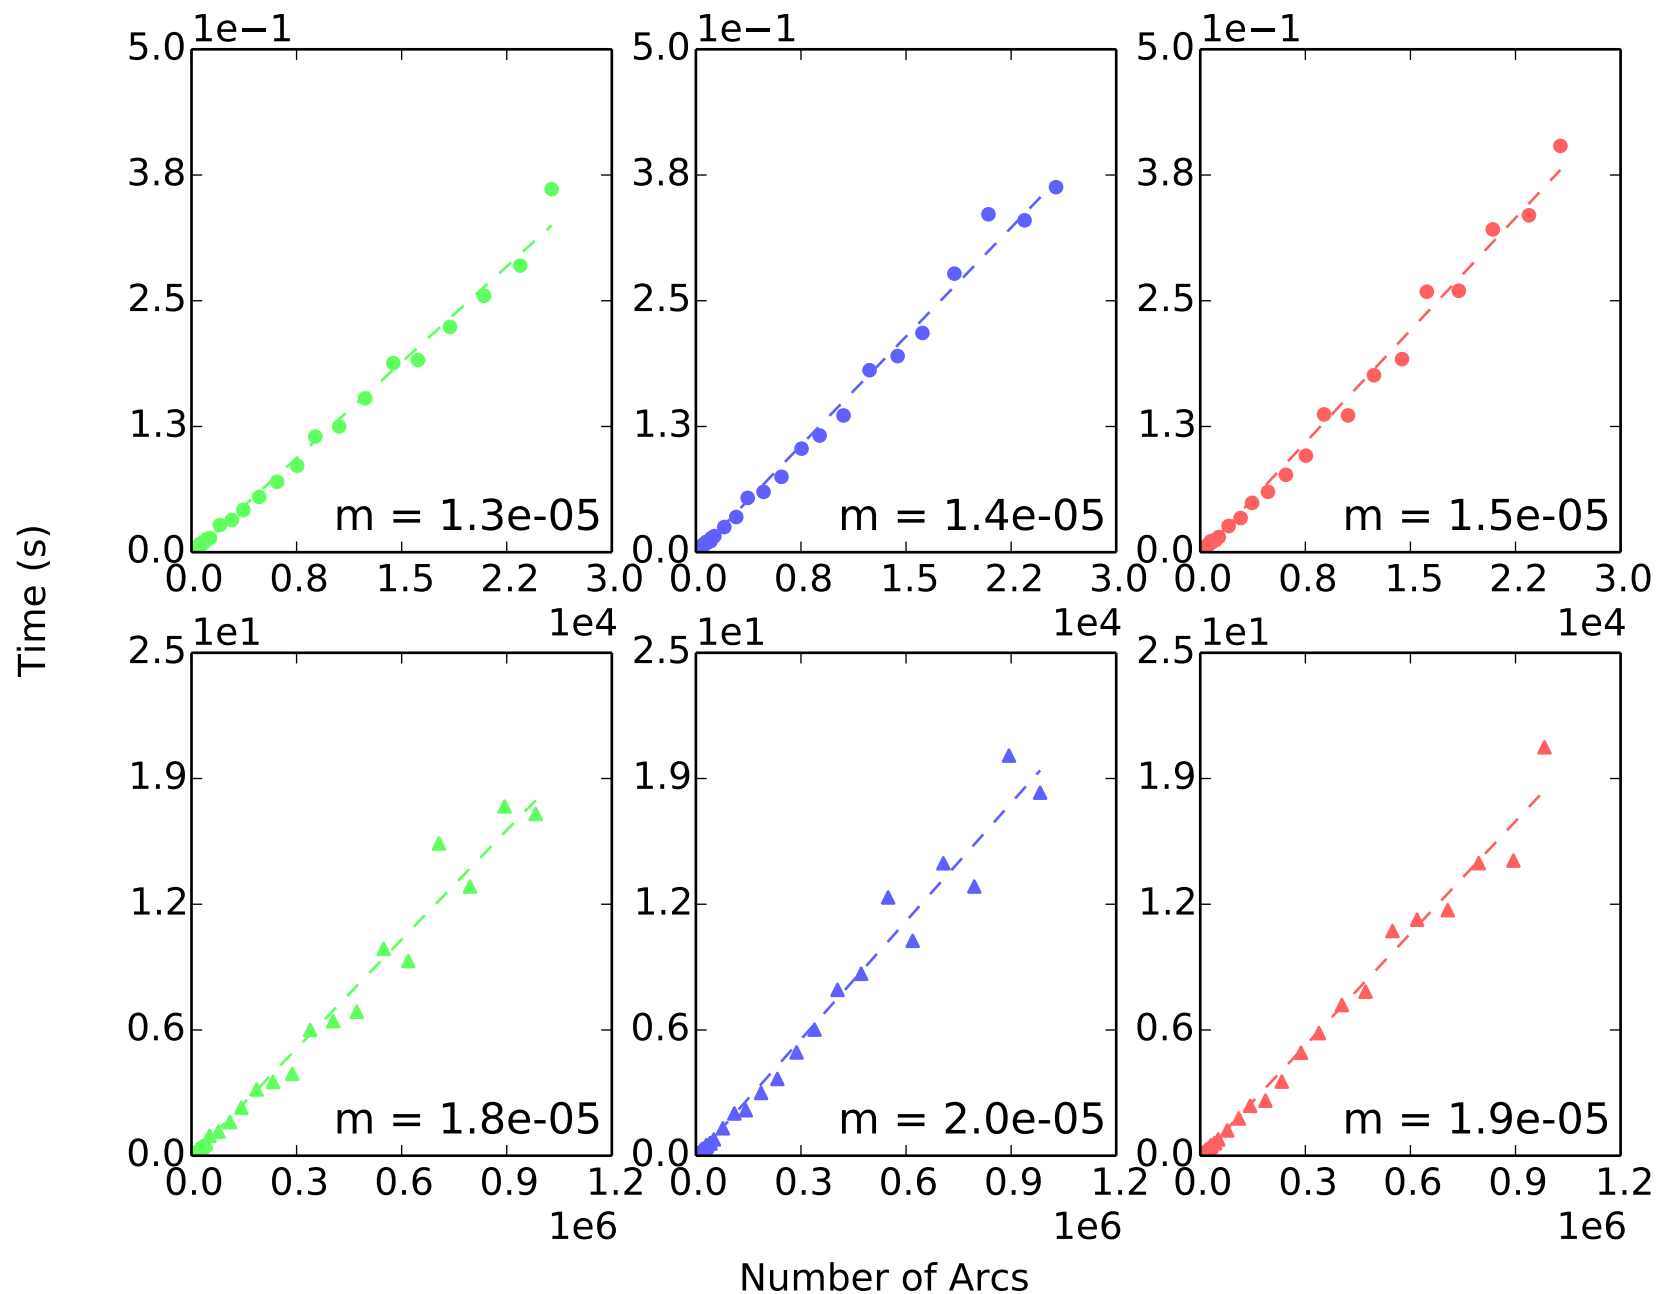 1e−1 1e−1 1e−1
5.0 5.0 5.0
3.8 3.8 3.8
2.5 2.5 2.5
1.3 1.3 1.3
m = 1.3e-05 m = 1.4e-05 m = 1.5e-05
0.0 0.0 0.0
0.0 0.8 1.5 2.2 3.0 0.0 0.8 1.5 2.2 3.0 0.0 0.8 1.5 2.2 3.0
1e4 1e4 1e4
Time (s)
1e1 1e1 1e1
2.5 2.5 2.5
1.9 1.9 1.9
1.2 1.2 1.2
0.6 0.6 0.6
m = 1.8e-05 m = 2.0e-05 m = 1.9e-05
0.0 0.0 0.0
0.0 0.3 0.6 0.9 1.2 0.0 0.3 0.6 0.9 1.2 0.0 0.3 0.6 0.9 1.2
1e6 1e6 1e6
Number of Arcs